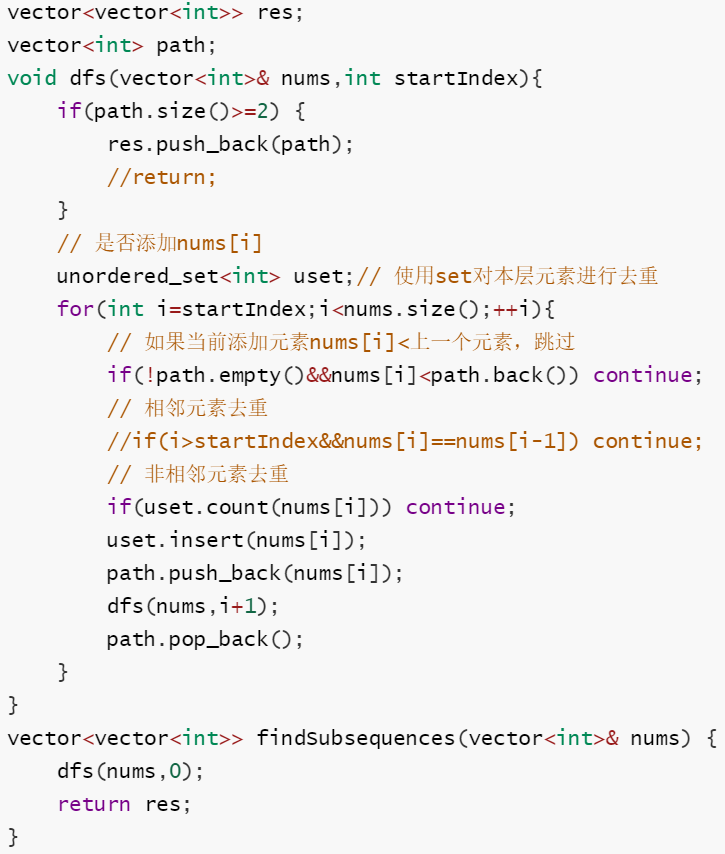 vector<vector<int>> res;
vector<int> path;
void dfs(vector<int>& nums,int startIndex){
    if(path.size()>=2) {
        res.push_back(path);
        //return;
    }
    // 是否添加nums[i]
    unordered_set<int> uset;// 使用set对本层元素进行去重
    for(int i=startIndex;i<nums.size();++i){
        // 如果当前添加元素nums[i]<上一个元素，跳过
        if(!path.empty()&&nums[i]<path.back()) continue;
        // 相邻元素去重
        //if(i>startIndex&&nums[i]==nums[i-1]) continue;
        // 非相邻元素去重
        if(uset.count(nums[i])) continue;
        uset.insert(nums[i]);
        path.push_back(nums[i]);
        dfs(nums,i+1);
        path.pop_back();
    }
}
vector<vector<int>> findSubsequences(vector<int>& nums) {
    dfs(nums,0);
    return res;
}